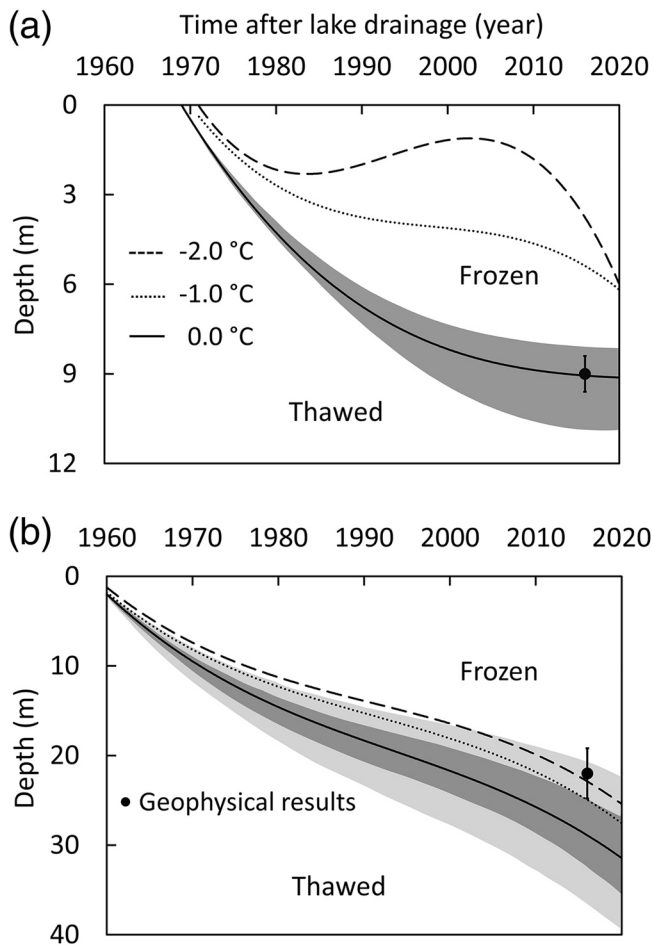 (a)
Time after lake drainage (year)
1960 1970 1980 1990 2000 2010 2020
0
3
6
9
12
Depth (m)
-2.0 °C
-1.0 °C
0.0 °C
Frozen
Thawed
(b)
1960 1970 1980 1990 2000 2010 2020
0
10
20
30
40
Depth (m)
Frozen
Geophysical results
Thawed